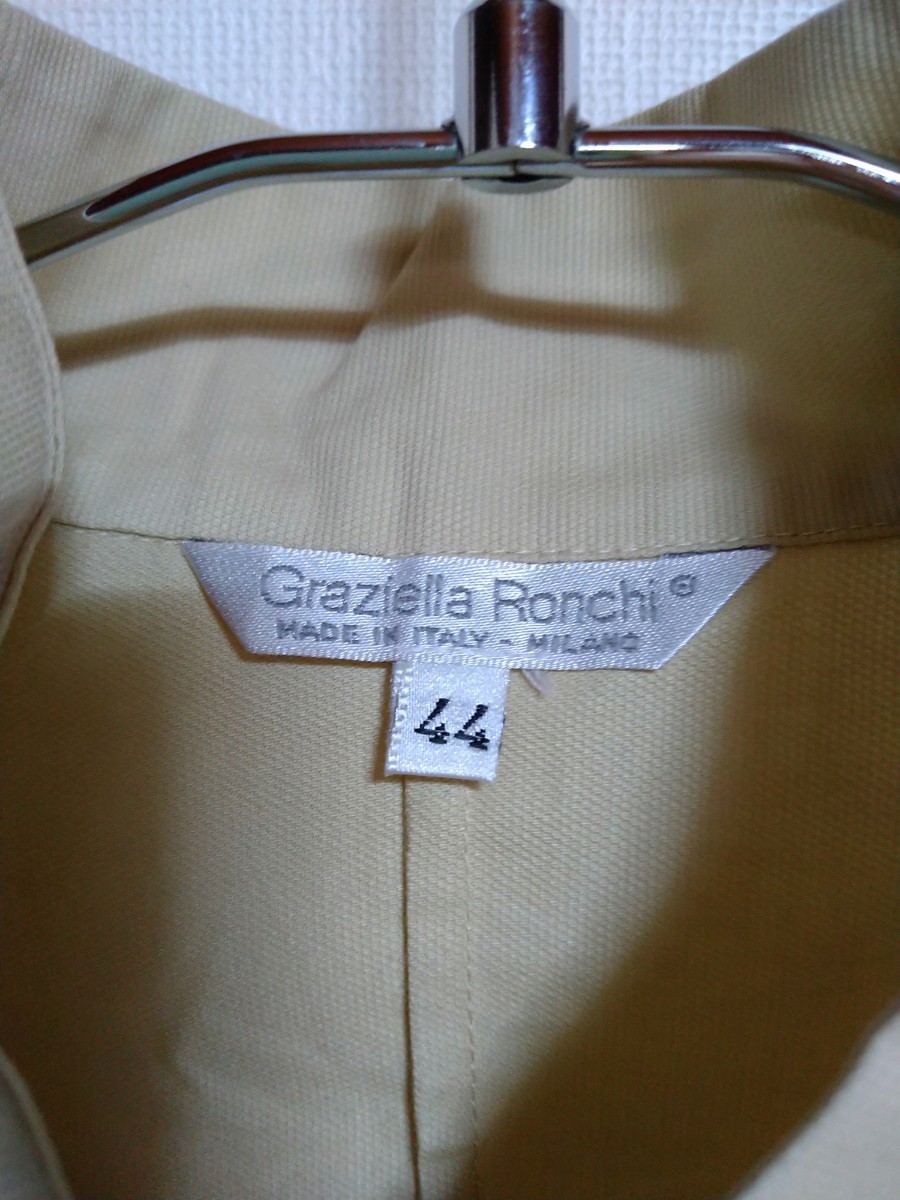 Graziella Ronchi
MADE IN ITALY - MILANO
44